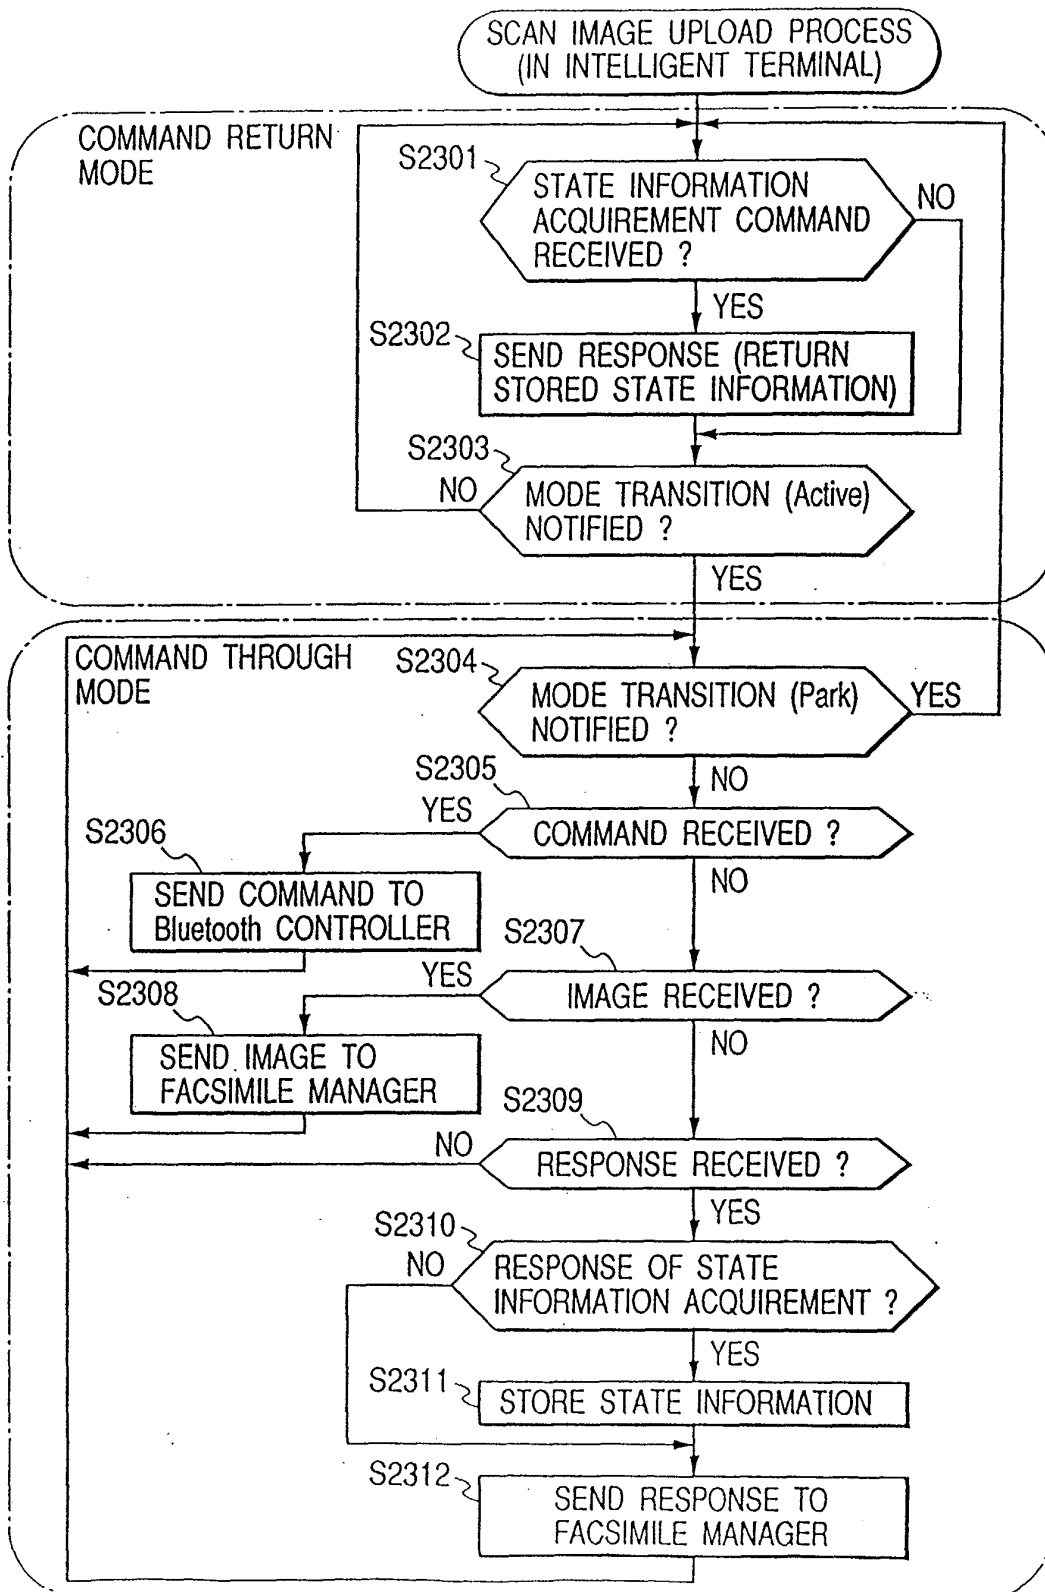 SCAN IMAGE UPLOAD PROCESS
(IN INTELLIGENT TERMINAL)
COMMAND RETURN
MODE
S2301
STATE INFORMATION
ACQUIREMENT COMMAND
RECEIVED ?
NO
YES
S2302
SEND RESPONSE (RETURN
STORED STATE INFORMATION)
S2303
NO
MODE TRANSITION (Active)
NOTIFIED ?
YES
COMMAND THROUGH
MODE
S2304
MODE TRANSITION (Park)
NOTIFIED ?
YES
NO
S2305
YES
COMMAND RECEIVED ?
NO
S2306
SEND COMMAND TO
Bluetooth CONTROLLER
S2307
YES
IMAGE RECEIVED ?
NO
S2308
SEND IMAGE TO
FACSIMILE MANAGER
S2309
NO
RESPONSE RECEIVED ?
YES
S2310
NO
RESPONSE OF STATE
INFORMATION ACQUIREMENT ?
YES
S2311
STORE STATE INFORMATION
S2312
SEND RESPONSE TO
FACSIMILE MANAGER